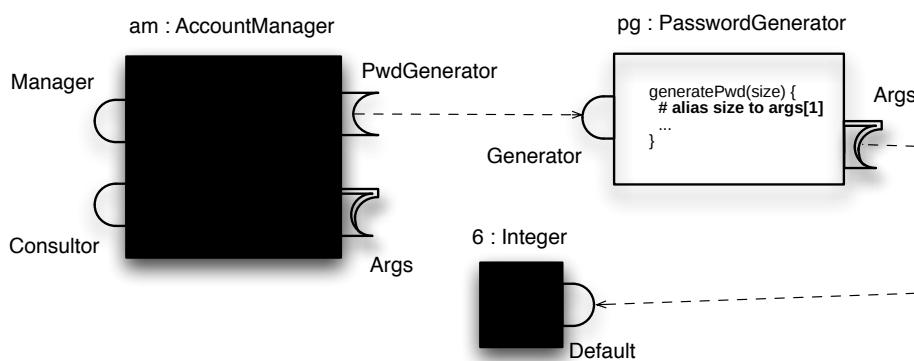 am : AccountManager
pg : PasswordGenerator
Manager
PwdGenerator
generatePwd(size) {
# alias size to args[1]
...
}
Args
Generator
Consultor
Args
6 : Integer
Default